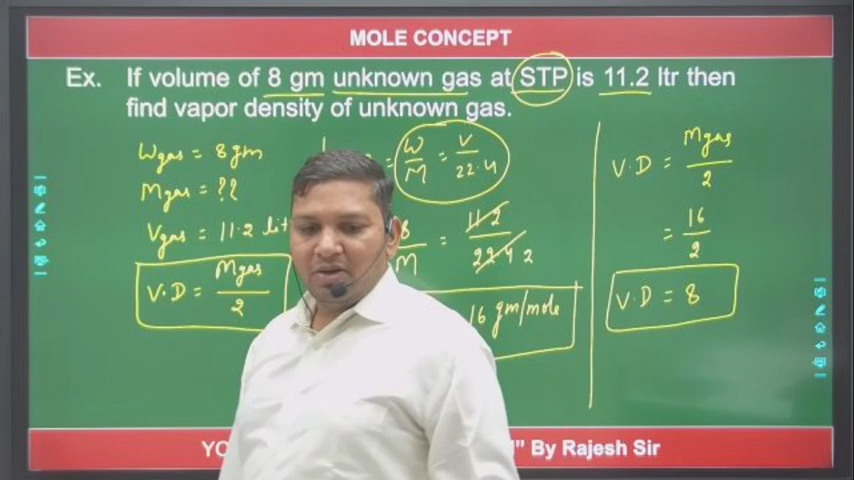 MOLE CONCEPT
Ex. If volume of 8 gm unknown gas at STP is 11.2 ltr then
find vapor density of unknown gas.
Wgas = 8gm
Mgas = ??
Vgas = 11.2 lit
V.D = Mgas / 2
= W / M = V / 22.4
8 / M = 11.2 / 22.4 2
16 gm/mole
V.D = Mgas / 2
= 16 / 2
V.D = 8
YO
!" By Rajesh Sir